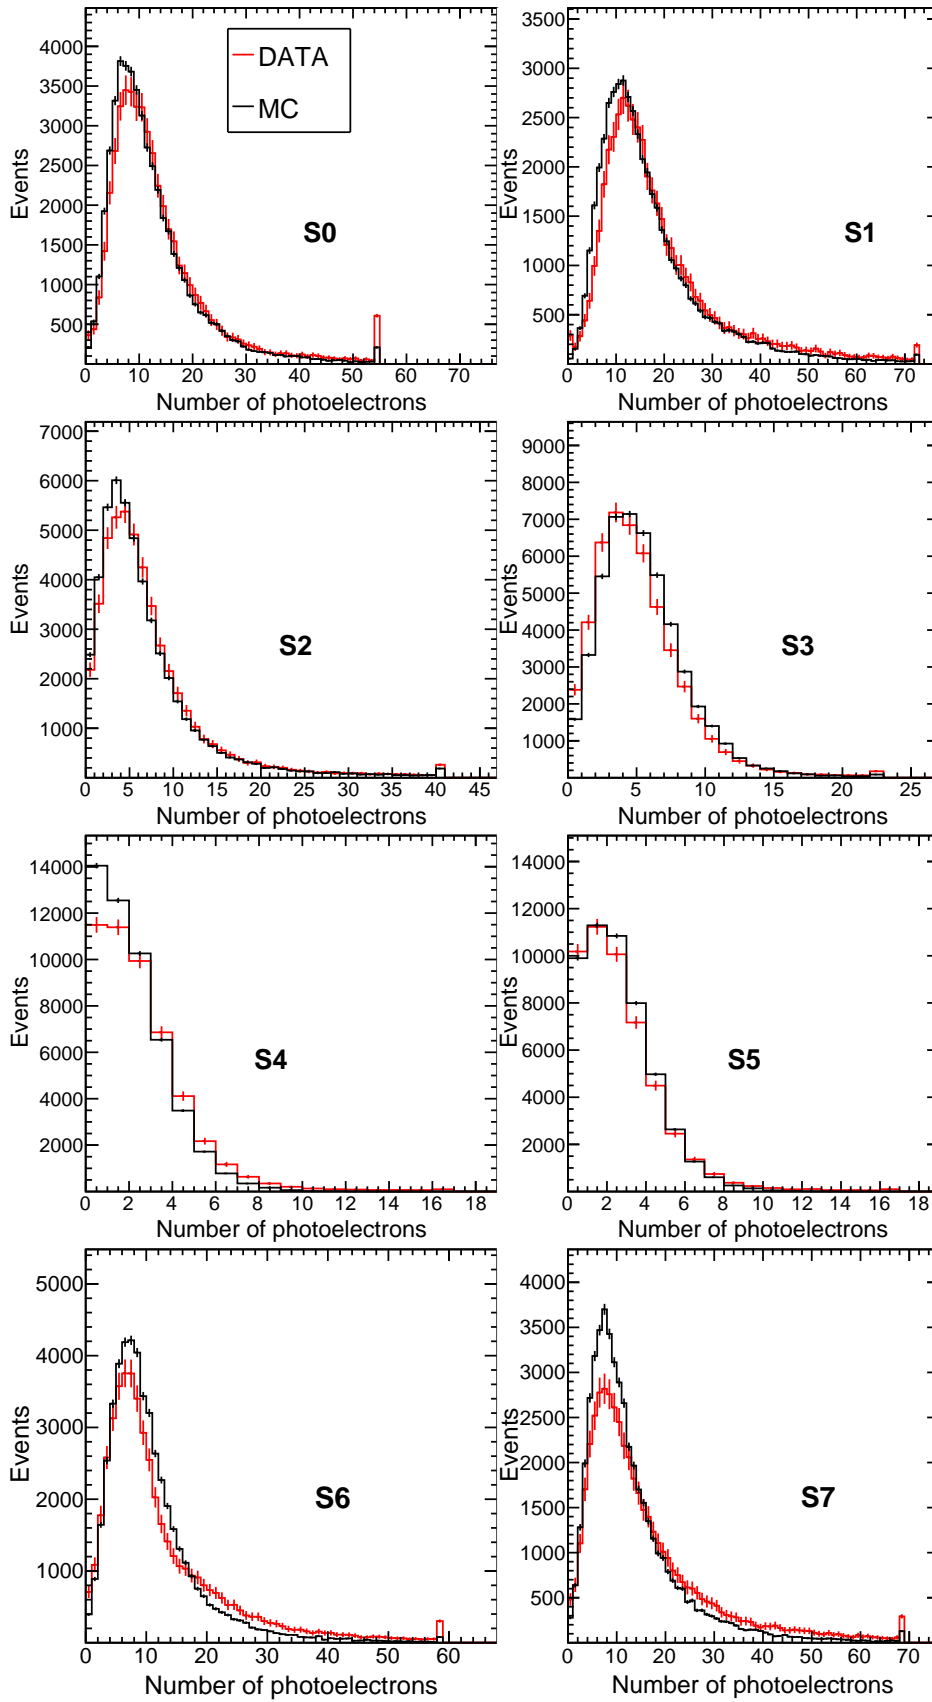 4000
3500
3000
2500
2000
1500
1000
500
Events
DATA
MC
S0
0 10 20 30 40 50 60 70
Number of photoelectrons
3500
3000
2500
2000
1500
1000
500
Events
S1
0 10 20 30 40 50 60 70
Number of photoelectrons
7000
6000
5000
4000
3000
2000
1000
Events
S2
0 5 10 15 20 25 30 35 40 45
Number of photoelectrons
9000
8000
7000
6000
5000
4000
3000
2000
1000
Events
S3
0 5 10 15 20 25
Number of photoelectrons
14000
12000
10000
8000
6000
4000
2000
Events
S4
0 2 4 6 8 10 12 14 16 18
Number of photoelectrons
14000
12000
10000
8000
6000
4000
2000
Events
S5
0 2 4 6 8 10 12 14 16 18
Number of photoelectrons
5000
4000
3000
2000
1000
Events
S6
0 10 20 30 40 50 60
Number of photoelectrons
4000
3500
3000
2500
2000
1500
1000
500
Events
S7
0 10 20 30 40 50 60 70
Number of photoelectrons